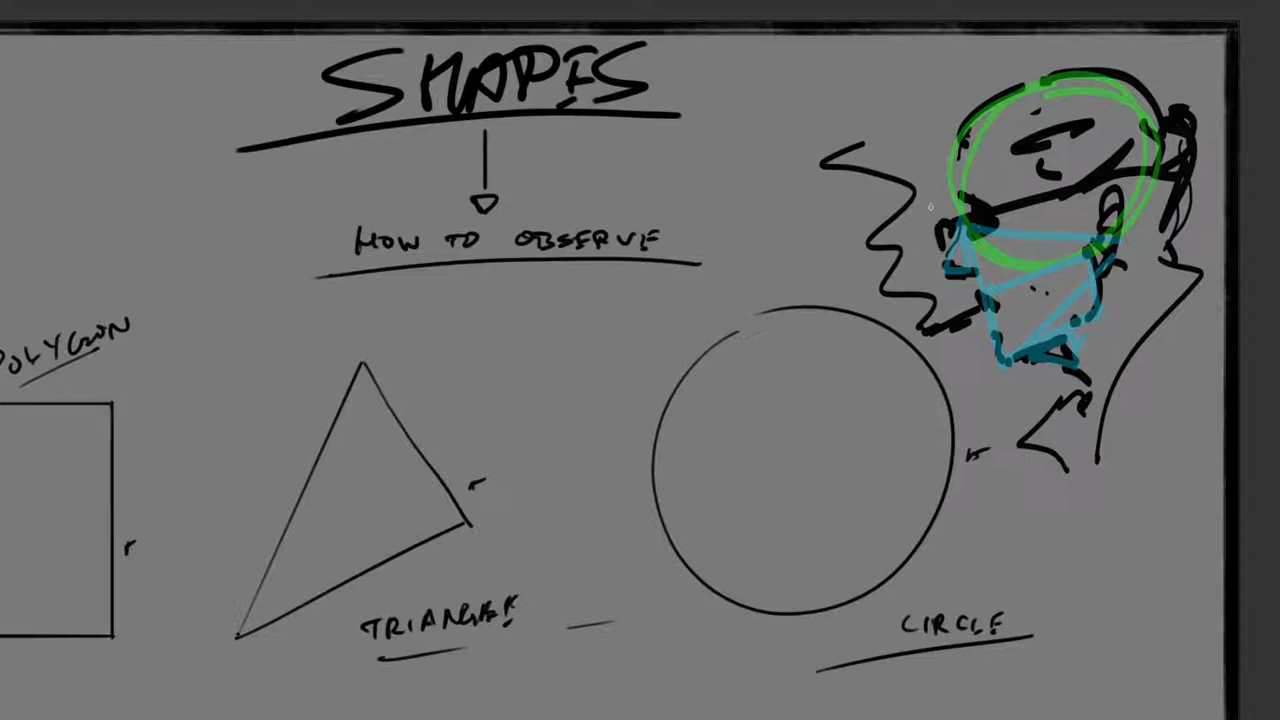 SHAPES
HOW TO OBSERVE
POLYGON
TRIANGLE
CIRCLE